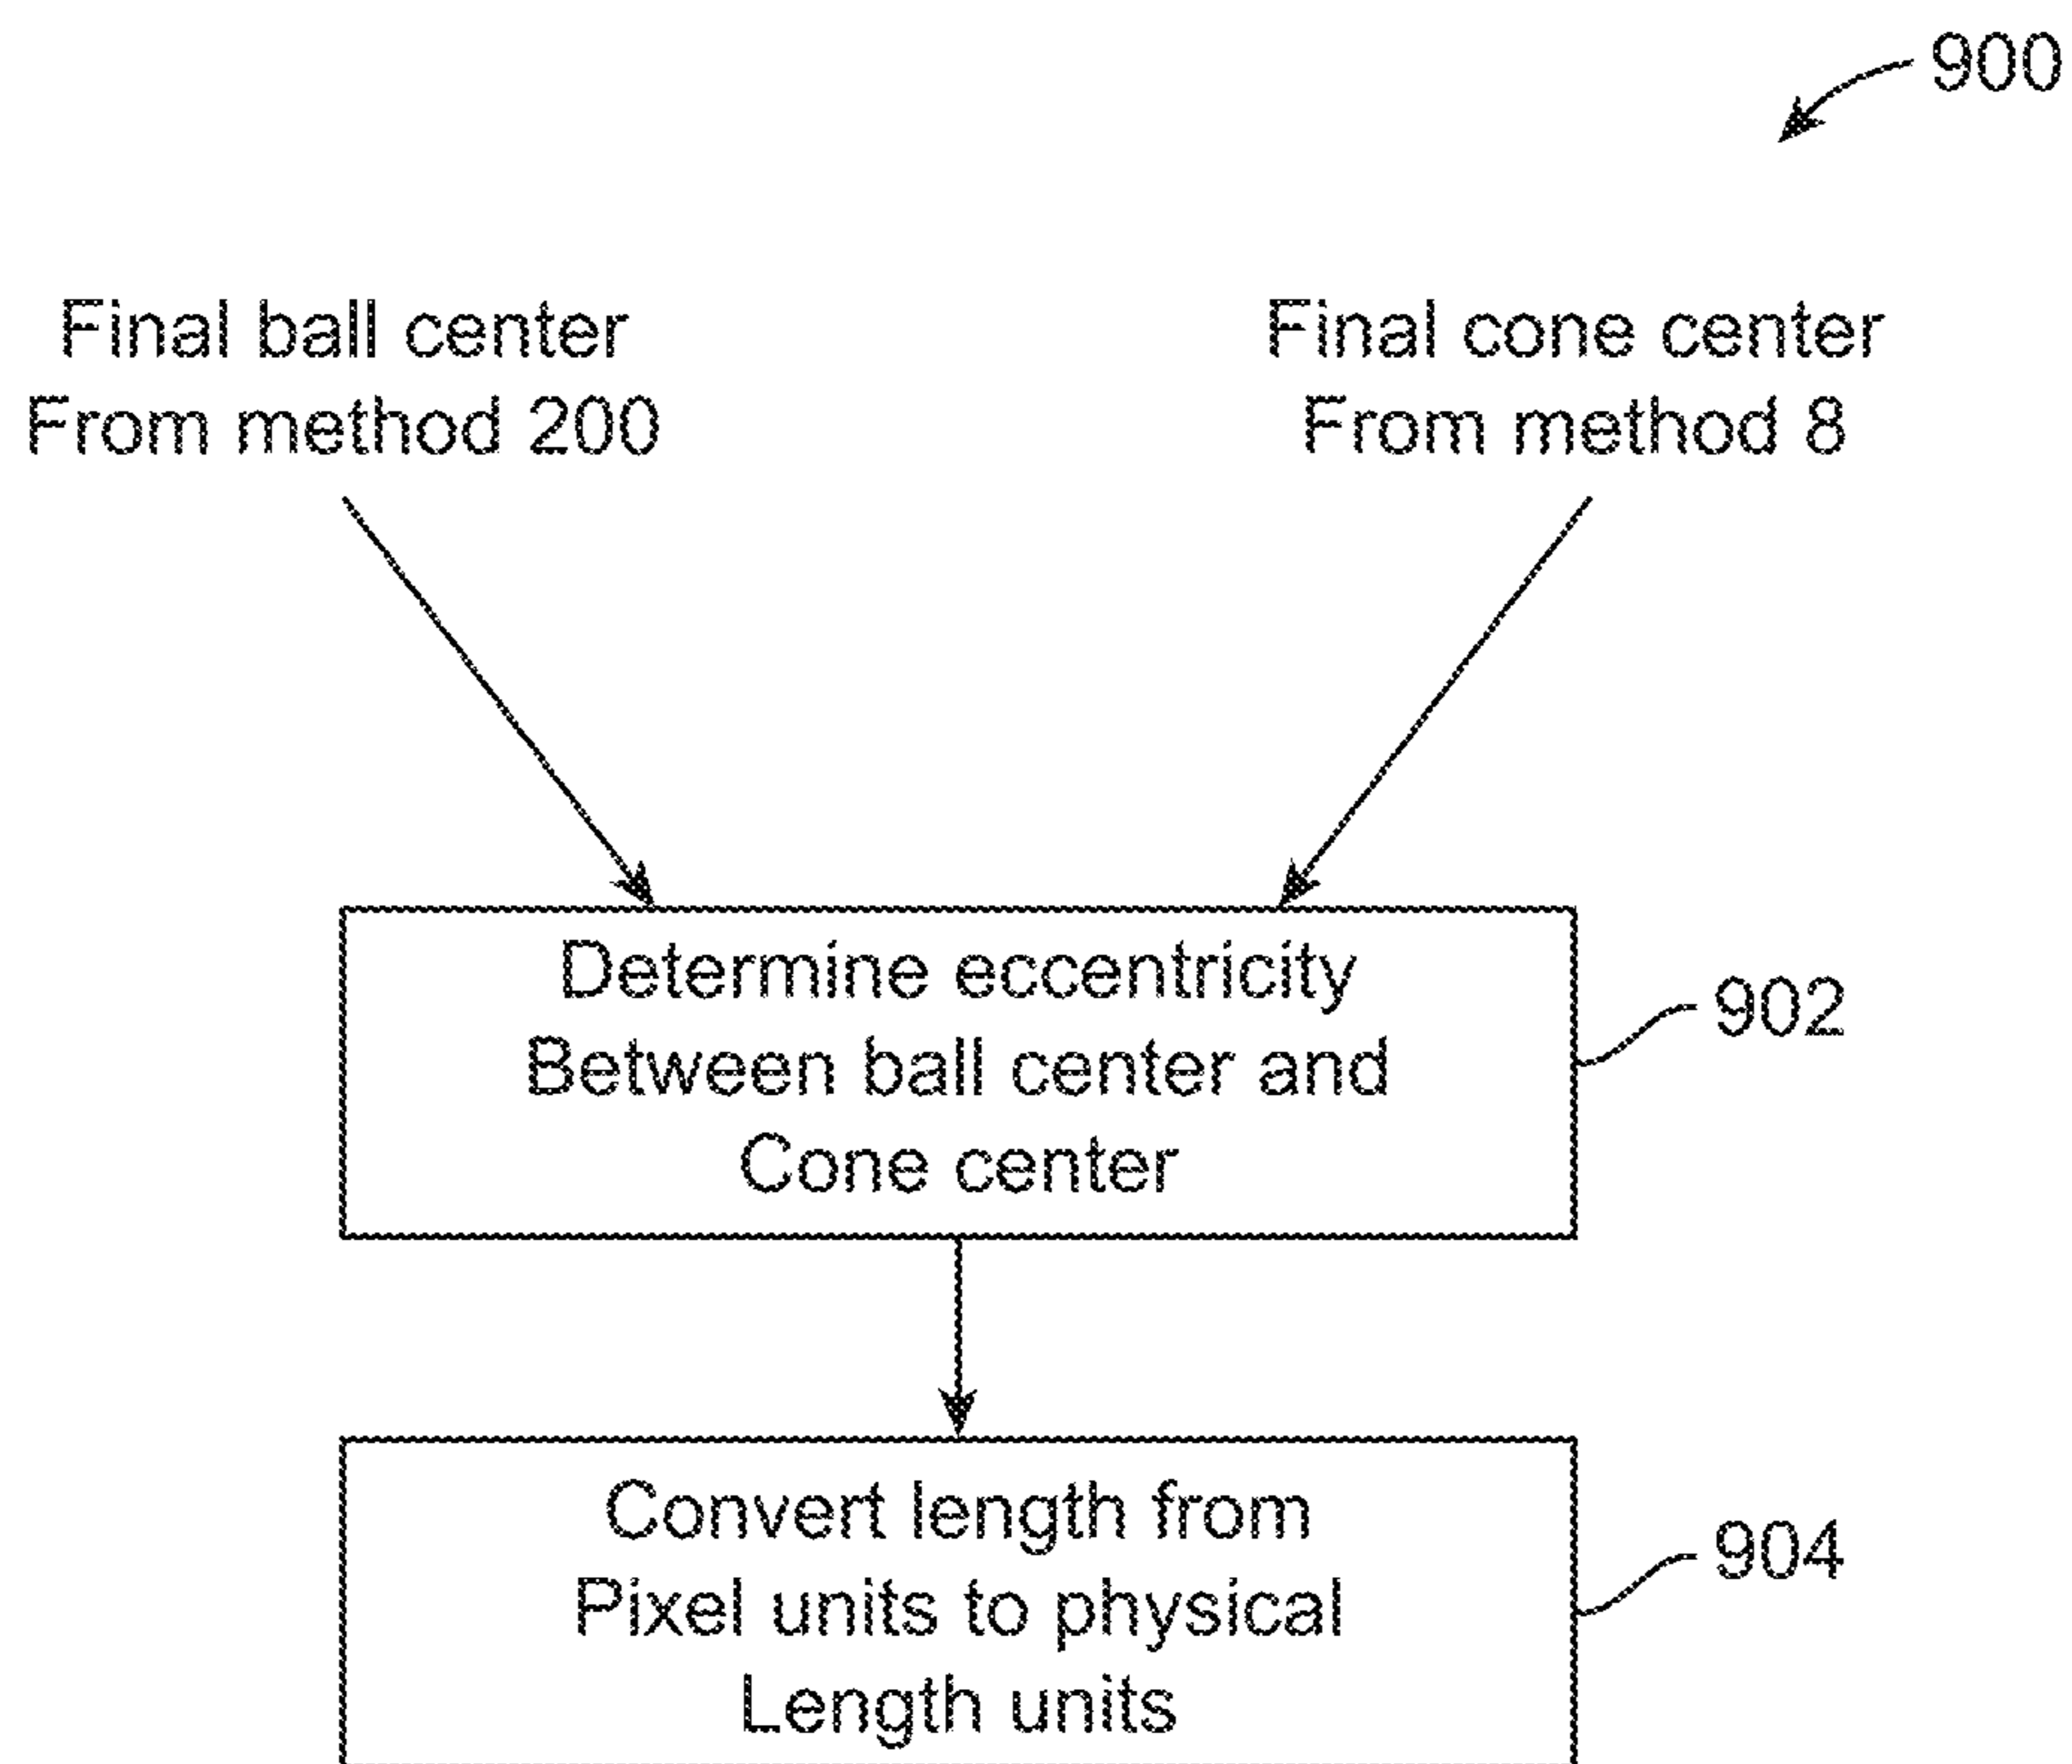 900
Final ball center
From method 200
Final cone center
From method 8
Determine eccentricity
Between ball center and
Cone center
902
Convert length from
Pixel units to physical
Length units
904